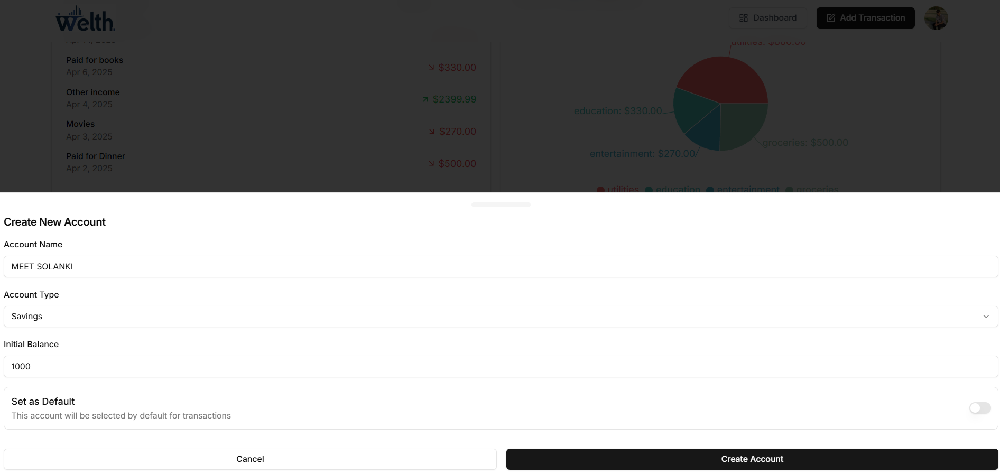 Welth
Dashboard
Add Transaction
Paid for books
Apr 6, 2025
$330.00
Other income
Apr 4, 2025
$2399.99
Movies
Apr 3, 2025
$270.00
Paid for Dinner
Apr 2, 2025
$500.00
education: $330.00
groceries: $500.00
entertainment: $270.00
utilities education entertainment groceries
Create New Account
Account Name
MEET SOLANKI
Account Type
Savings
Initial Balance
1000
Set as Default
This account will be selected by default for transactions
Cancel
Create Account